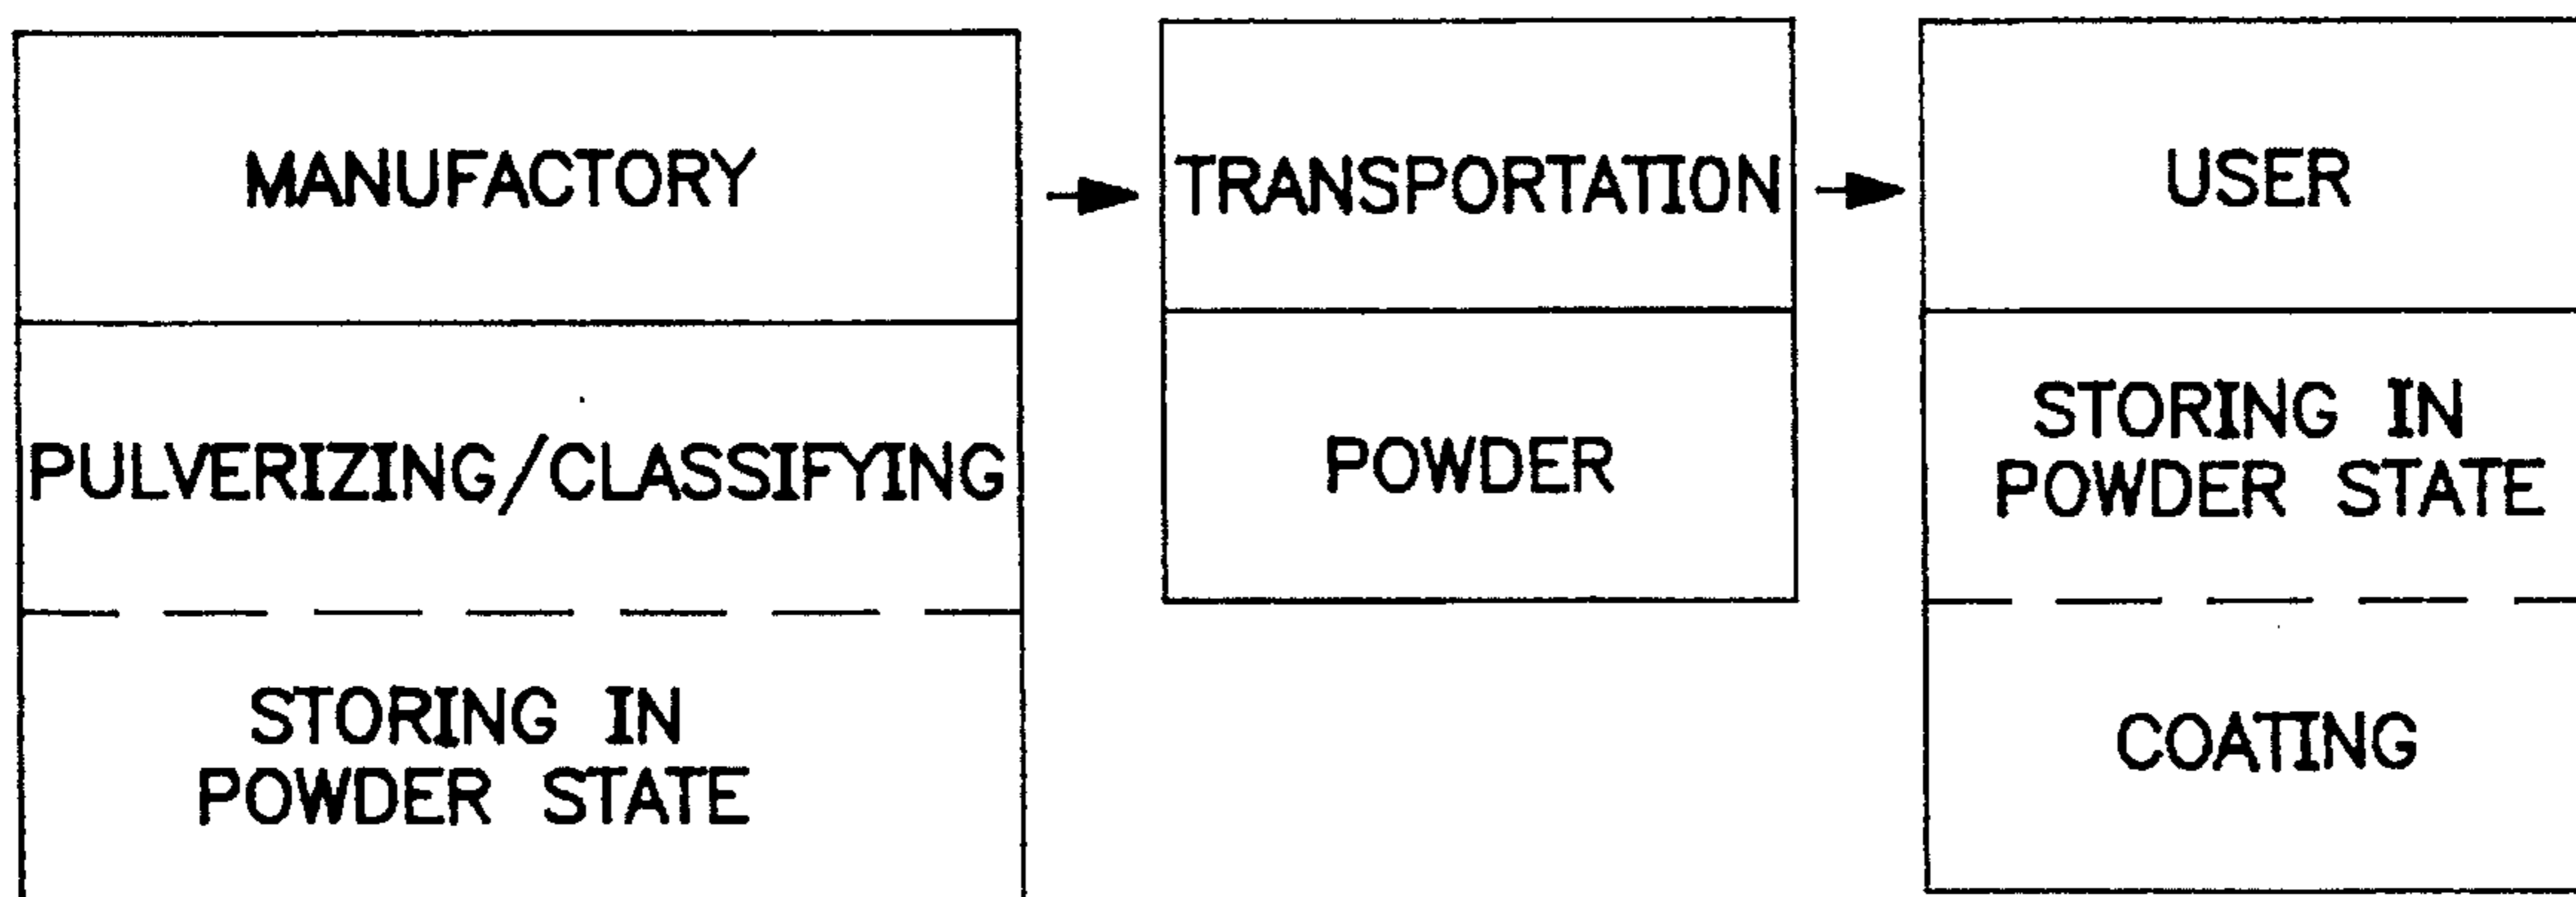 MANUFACTORY
PULVERIZING/CLASSIFYING
STORING IN
POWDER STATE
TRANSPORTATION
POWDER
USER
STORING IN
POWDER STATE
COATING